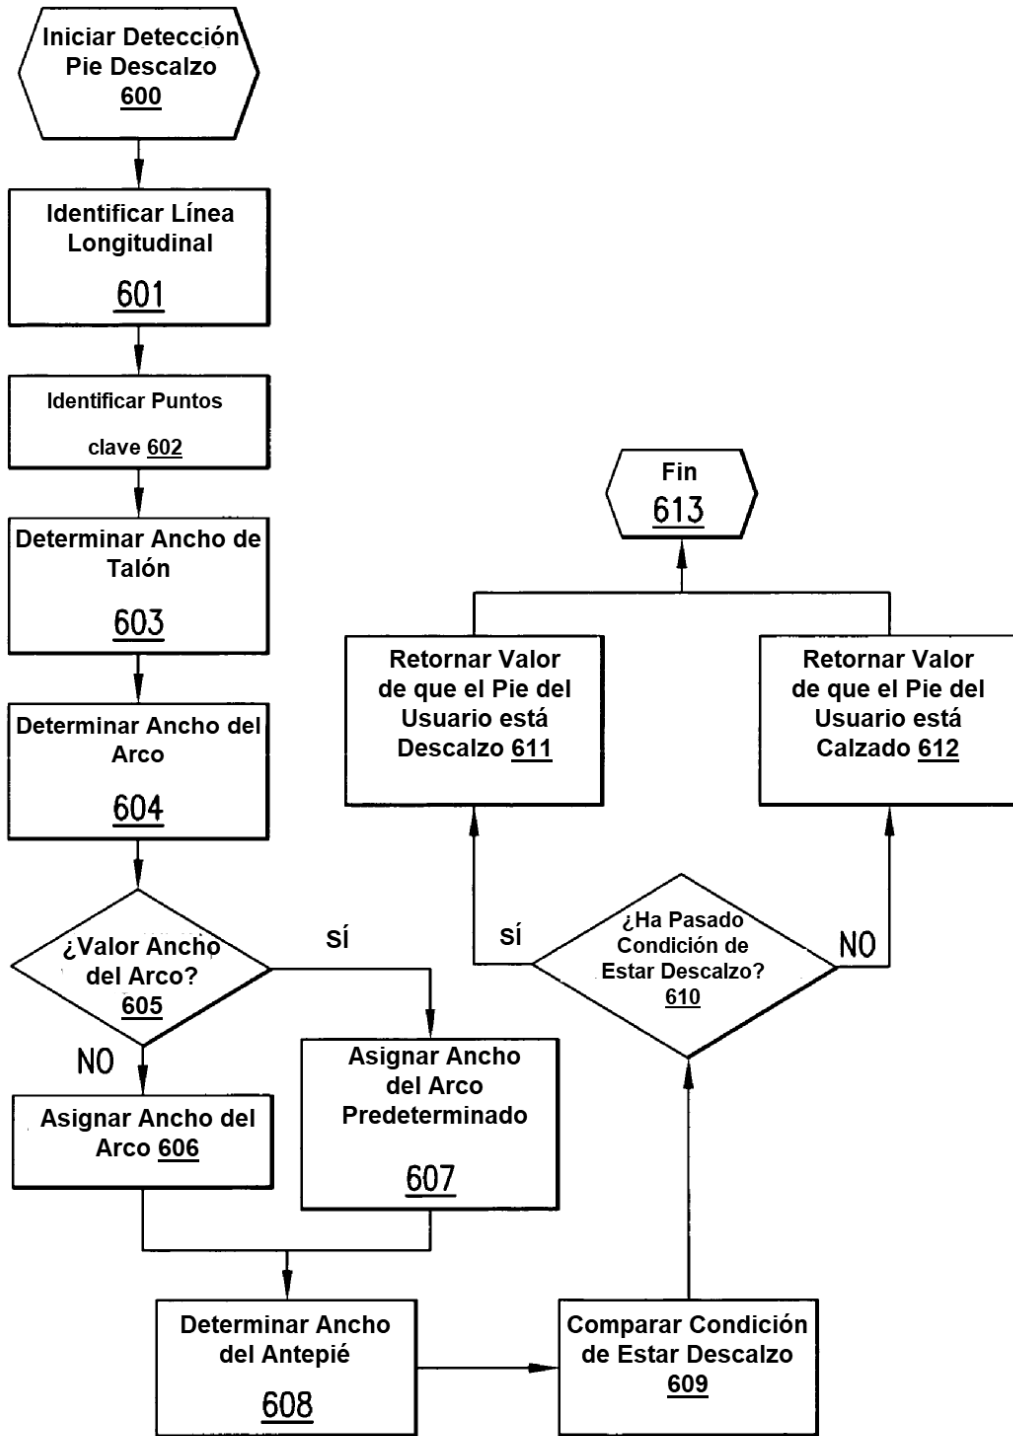 Iniciar Detección
Pie Descalzo
600
Identificar Línea
Longitudinal
601
Identificar Puntos
clave 602
Determinar Ancho de
Talón
603
Determinar Ancho del
Arco
604
¿Valor Ancho
del Arco?
605
SÍ
NO
Asignar Ancho del
Arco 606
Asignar Ancho
del Arco
Predeterminado
607
Determinar Ancho
del Antepié
608
Comparar Condición
de Estar Descalzo
609
¿Ha Pasado
Condición de
Estar Descalzo?
610
SÍ
NO
Retornar Valor
de que el Pie del
Usuario está
Descalzo 611
Retornar Valor
de que el Pie del
Usuario está
Calzado 612
Fin
613